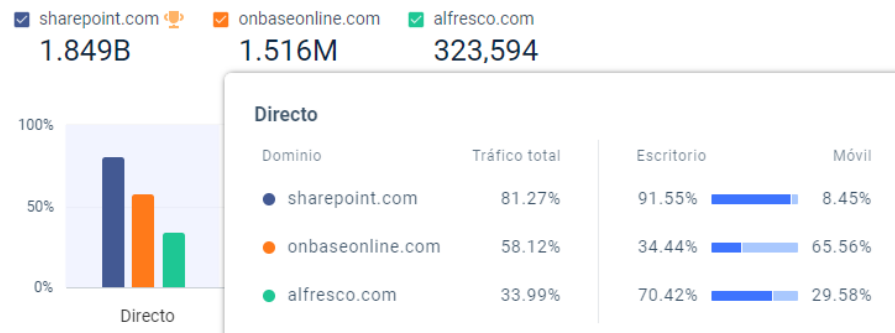 sharepoint.com onbaseonline.com alfresco.com
1.849B 1.516M 323,594
Directo
Dominio Tráfico total Escritorio Móvil
sharepoint.com 81.27% 91.55% 8.45%
onbaseonline.com 58.12% 34.44% 65.56%
alfresco.com 33.99% 70.42% 29.58%
100%
50%
0%
Directo